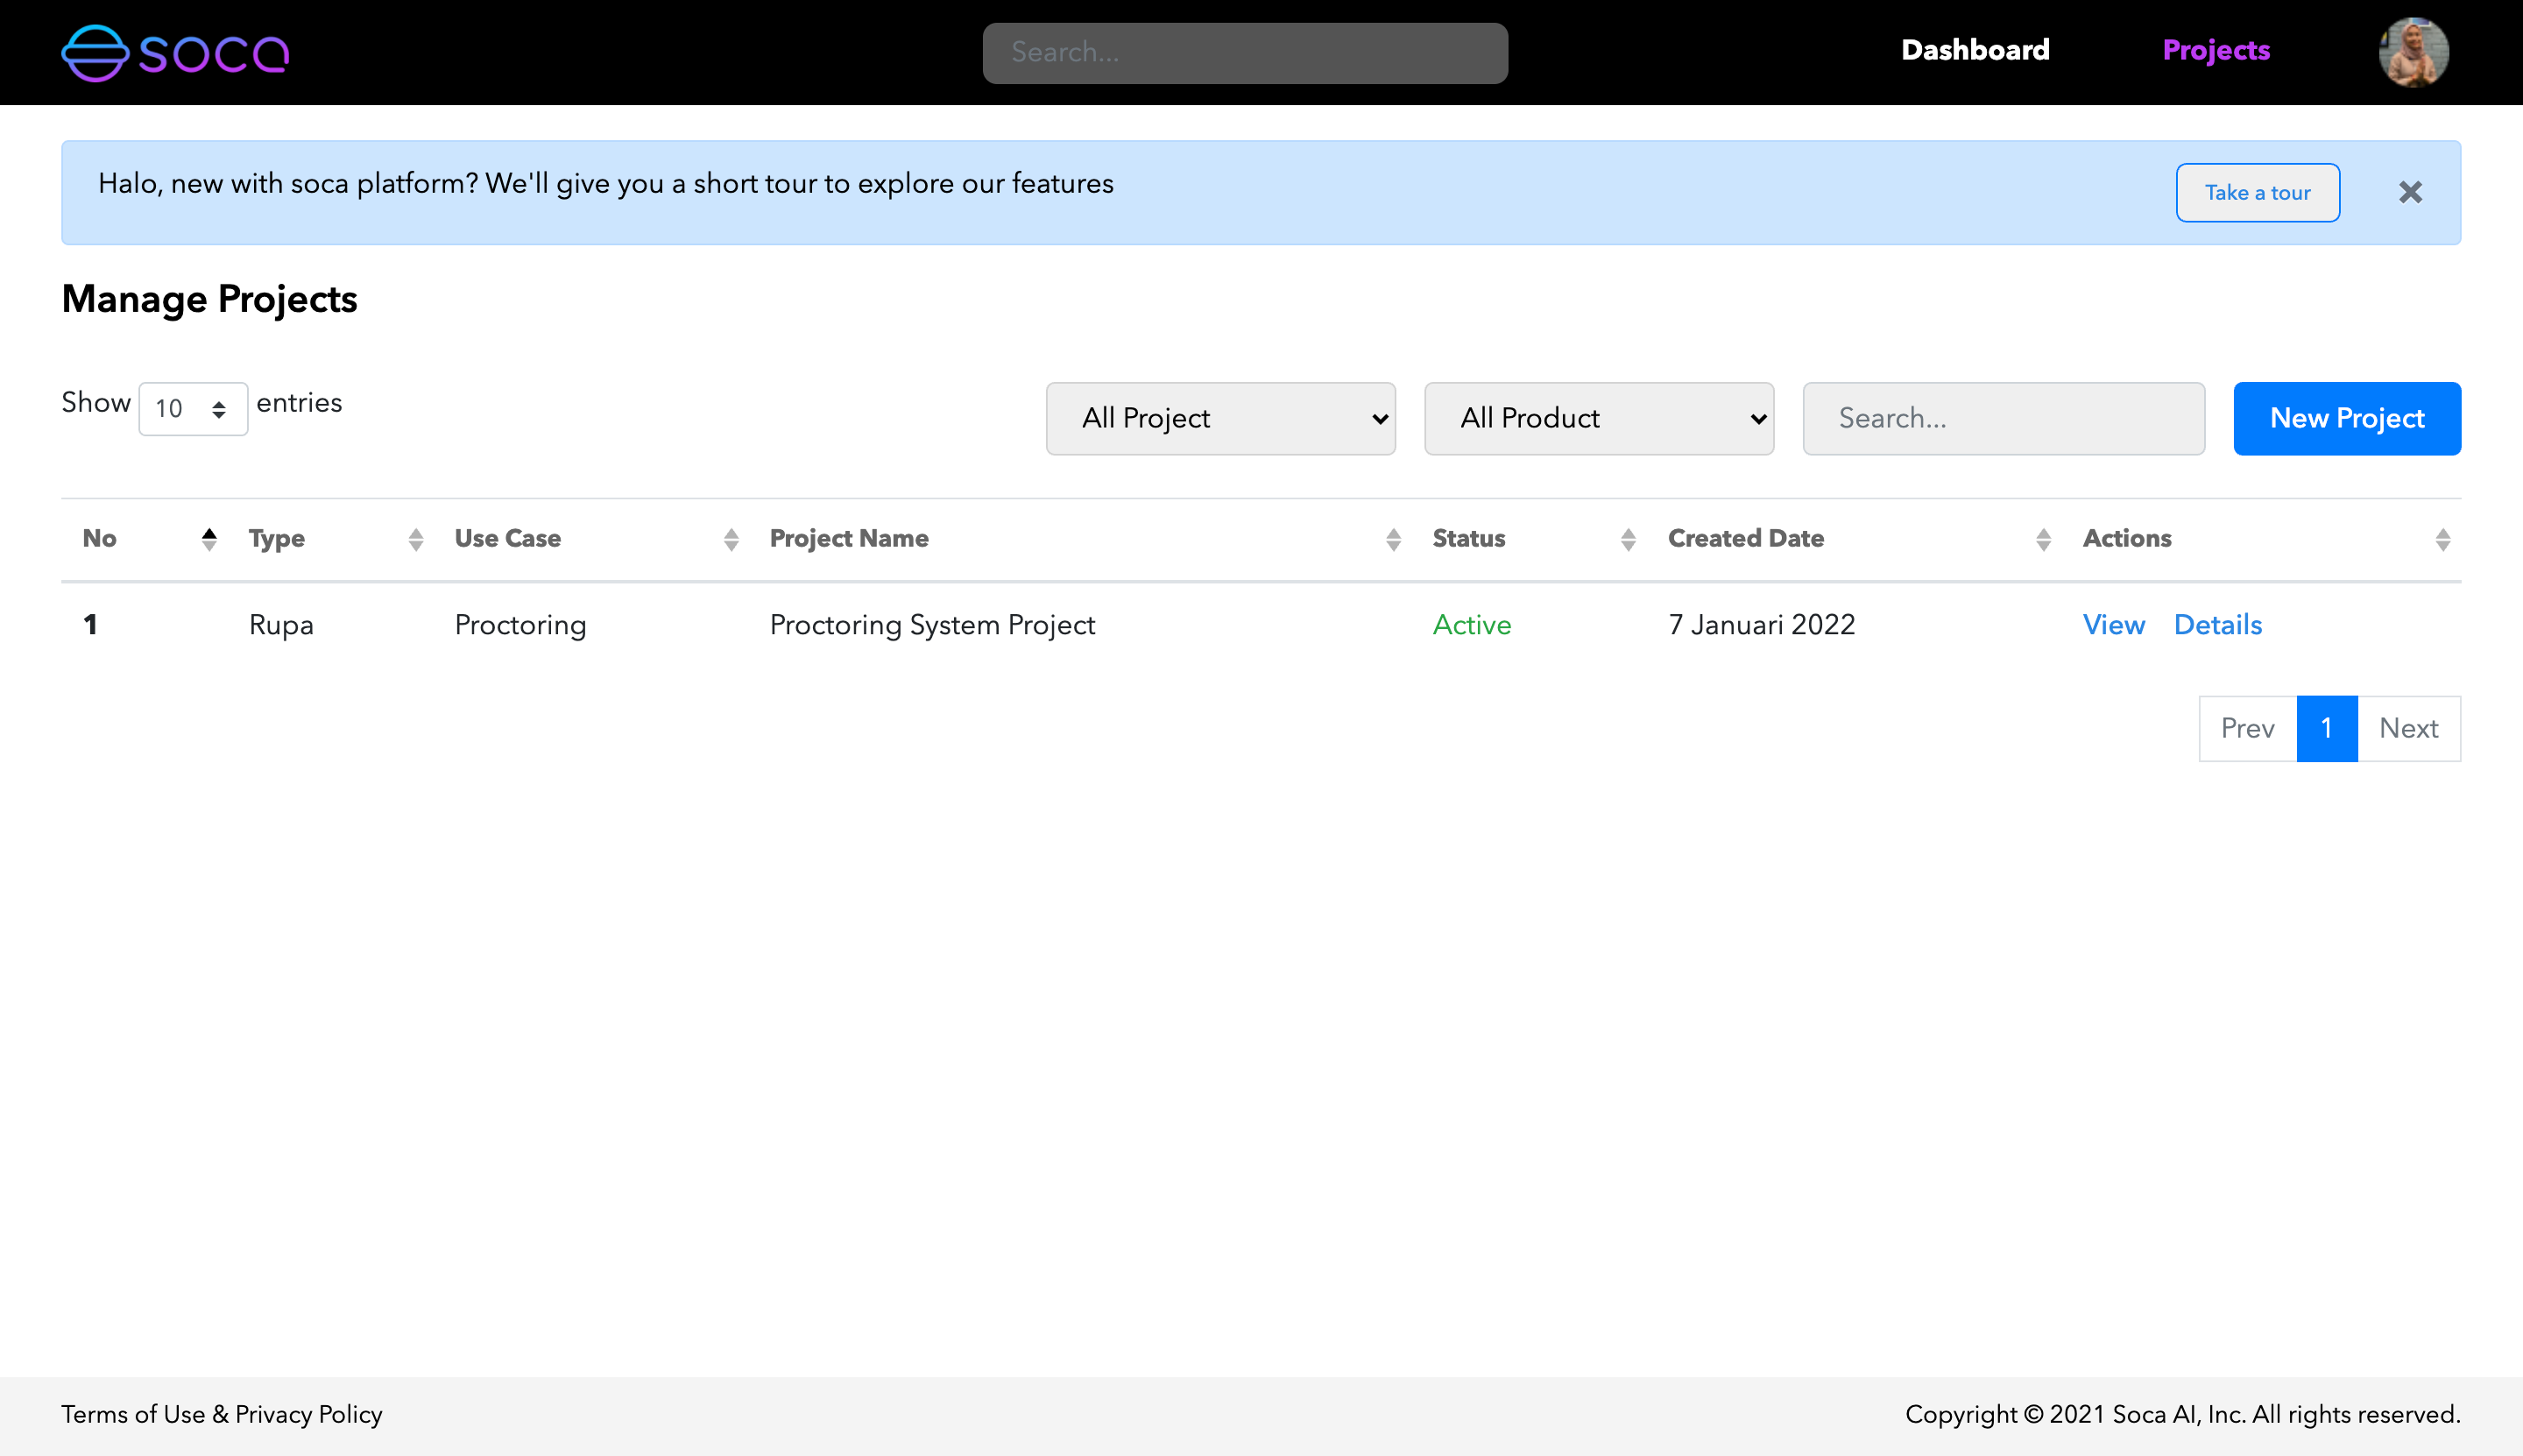 soca
Search...
Dashboard
Projects
Halo, new with soca platform? We'll give you a short tour to explore our features
Take a tour
Manage Projects
Show 10 entries
All Project
All Product
Search...
New Project
No Type Use Case Project Name Status Created Date Actions
1 Rupa Proctoring Proctoring System Project Active 7 Januari 2022 View Details
Prev 1 Next
Terms of Use & Privacy Policy
Copyright © 2021 Soca AI, Inc. All rights reserved.